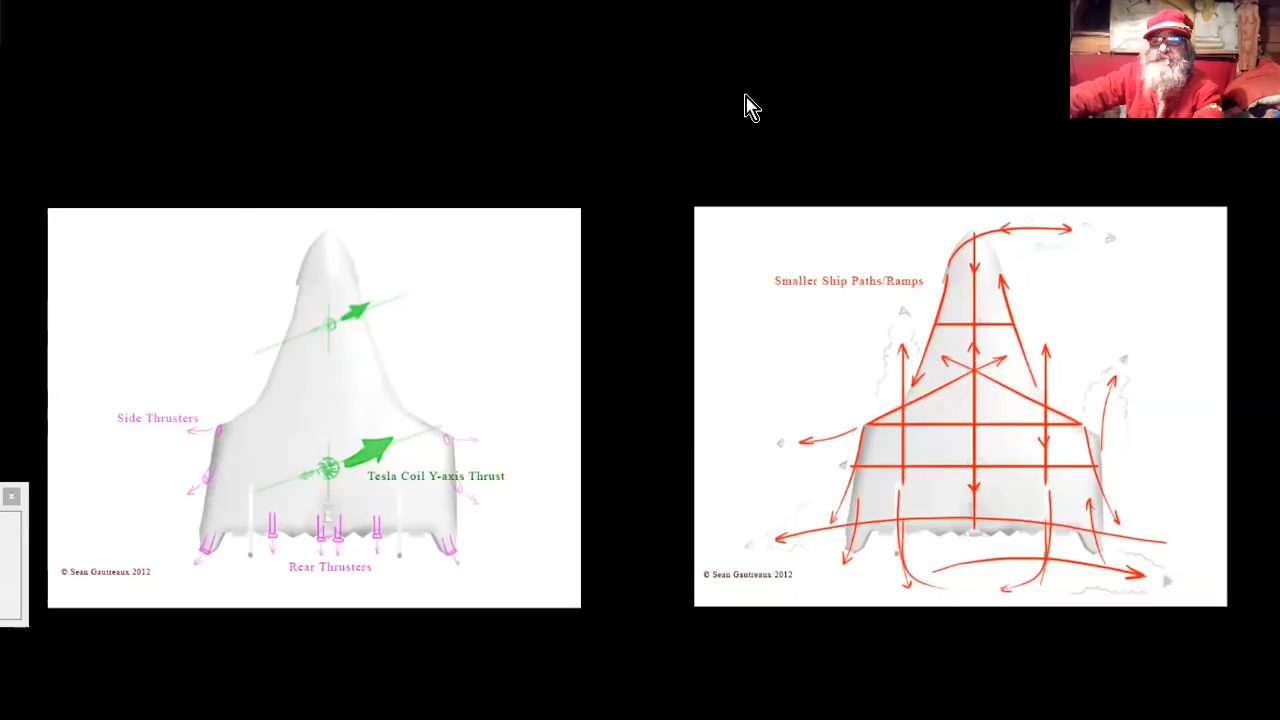 Side Thrusters
Tesla Coil Y-axis Thrust
Rear Thrusters
© Sean Gautreaux 2012
Smaller Ship Paths/Ramps
© Sean Gautreaux 2012